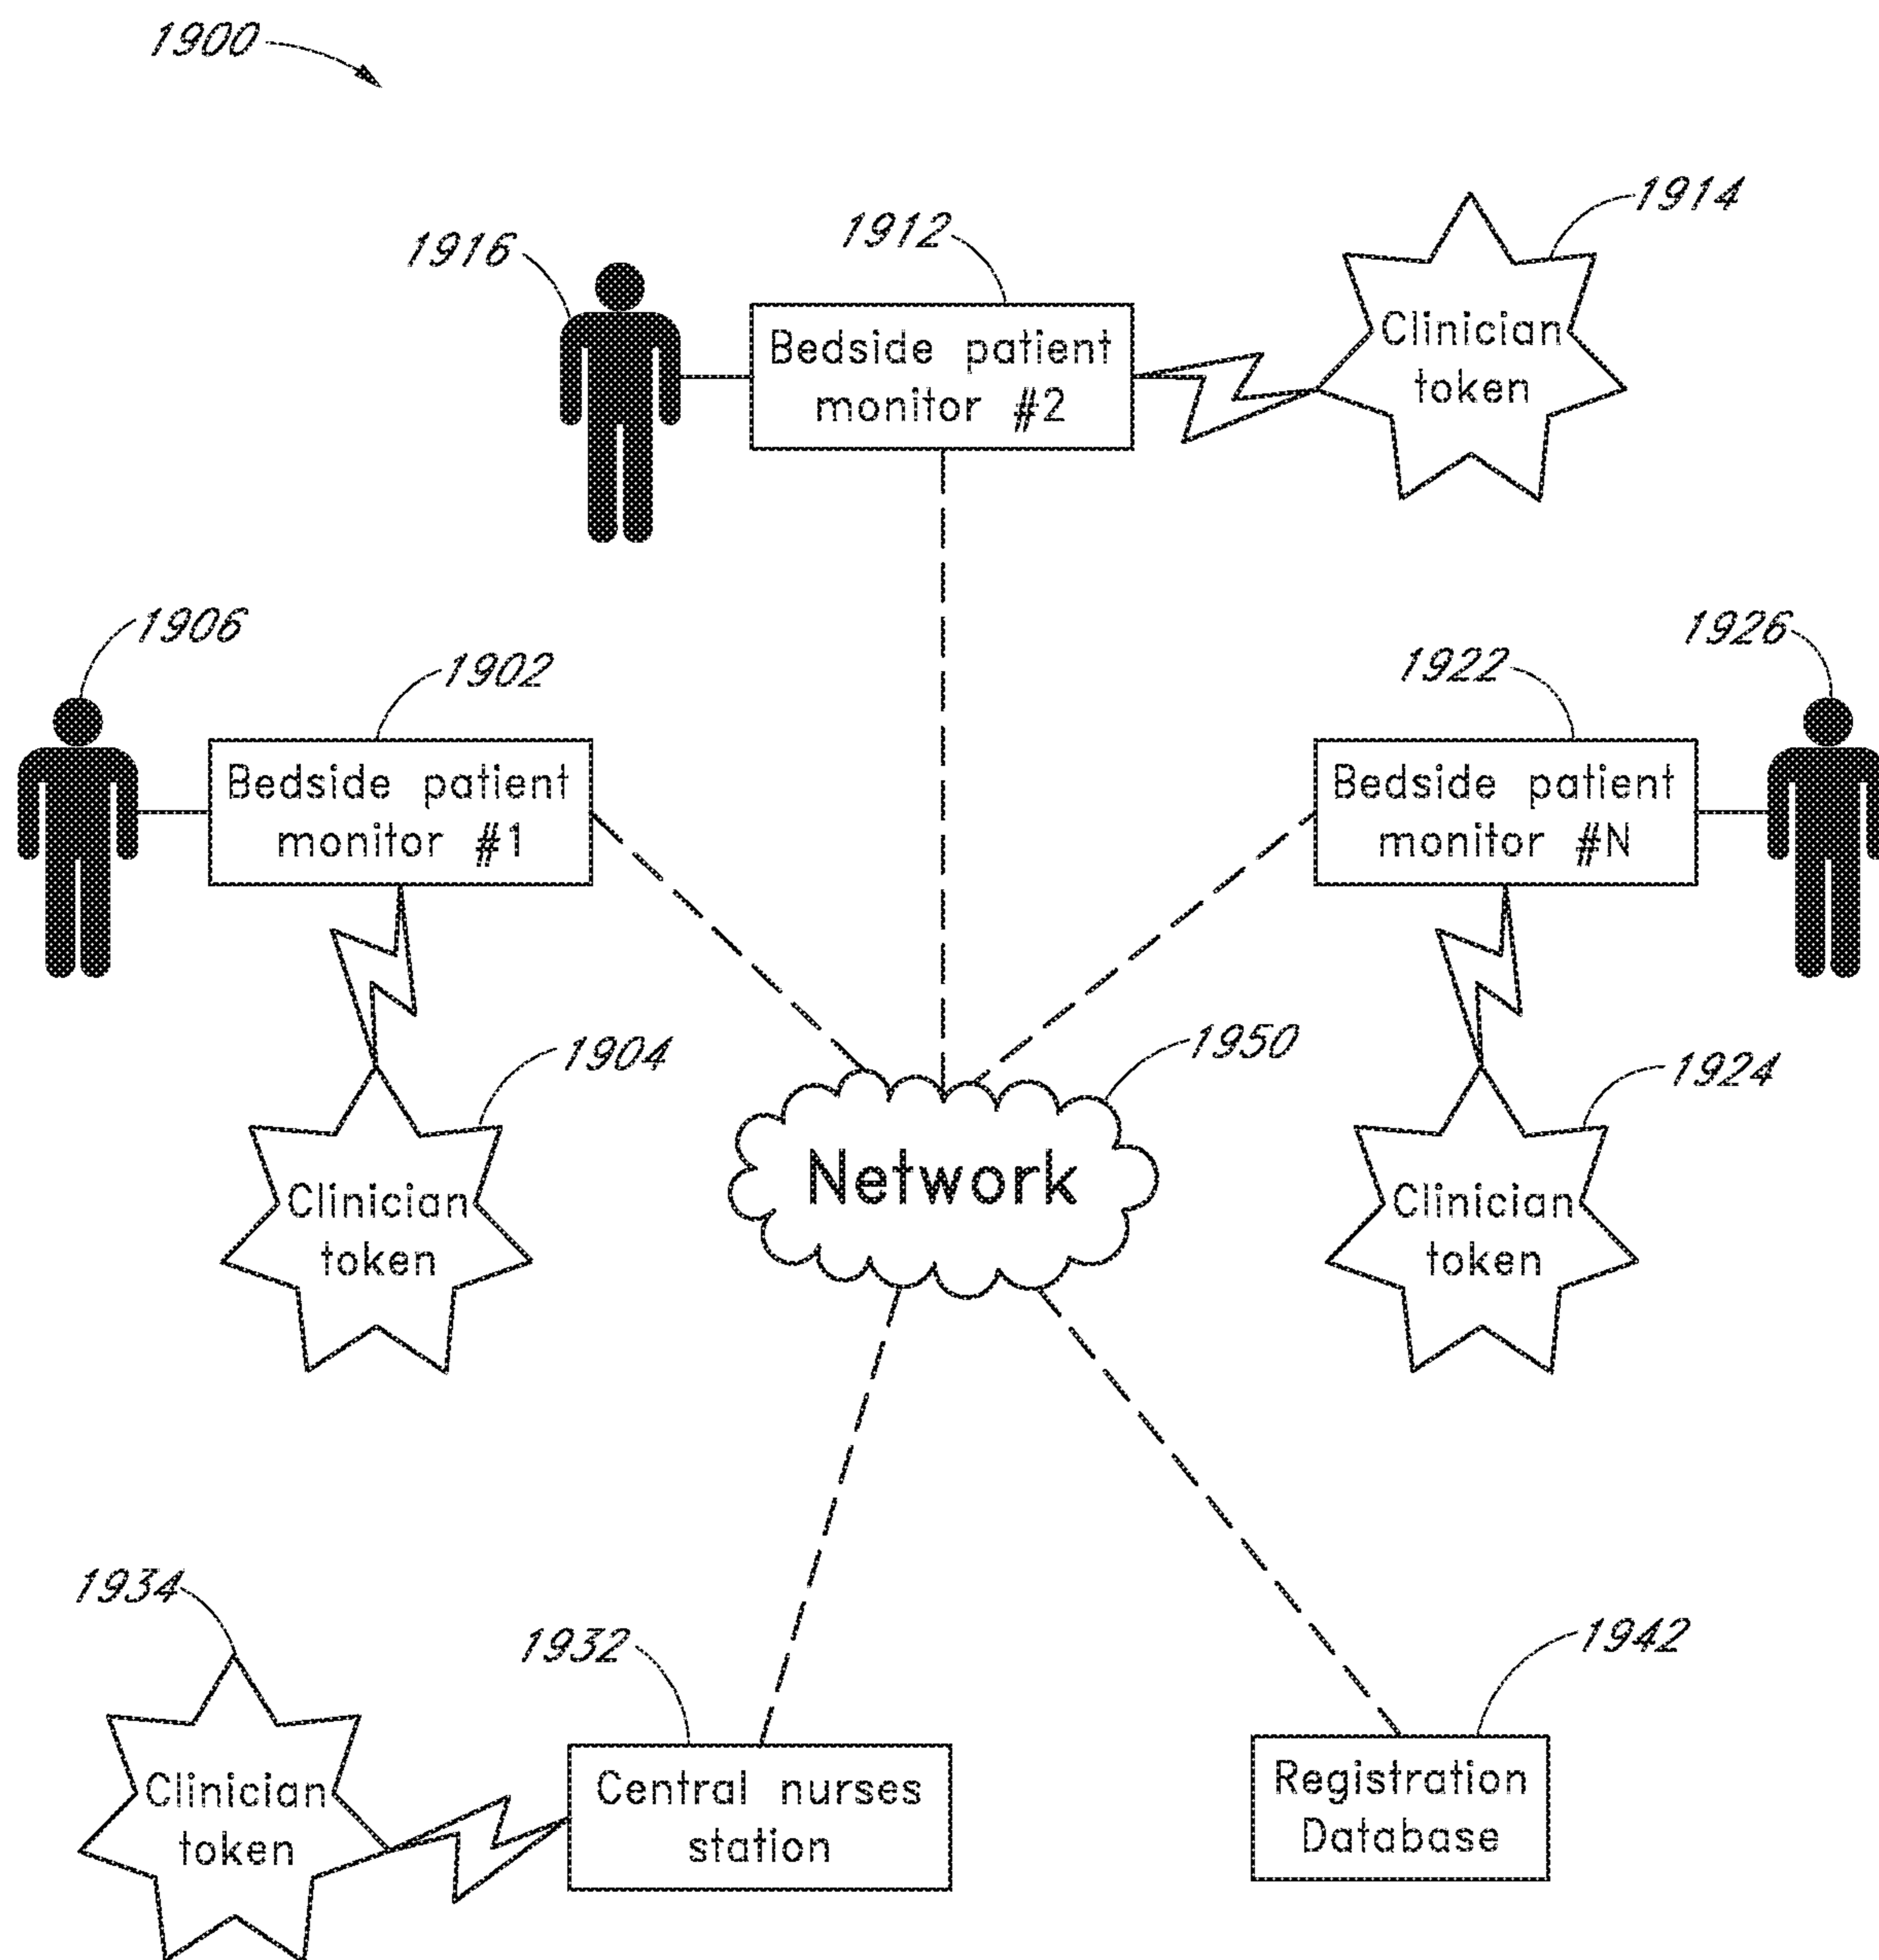 1900
1914
1912
1916
Bedside patient
monitor #2
Clinician
token
1906
1902
1922
1926
Bedside patient
monitor #1
Bedside patient
monitor #N
1904
1950
1924
Network
Clinician
token
Clinician
token
1934
1932
1942
Clinician
token
Central nurses
station
Registration
Database